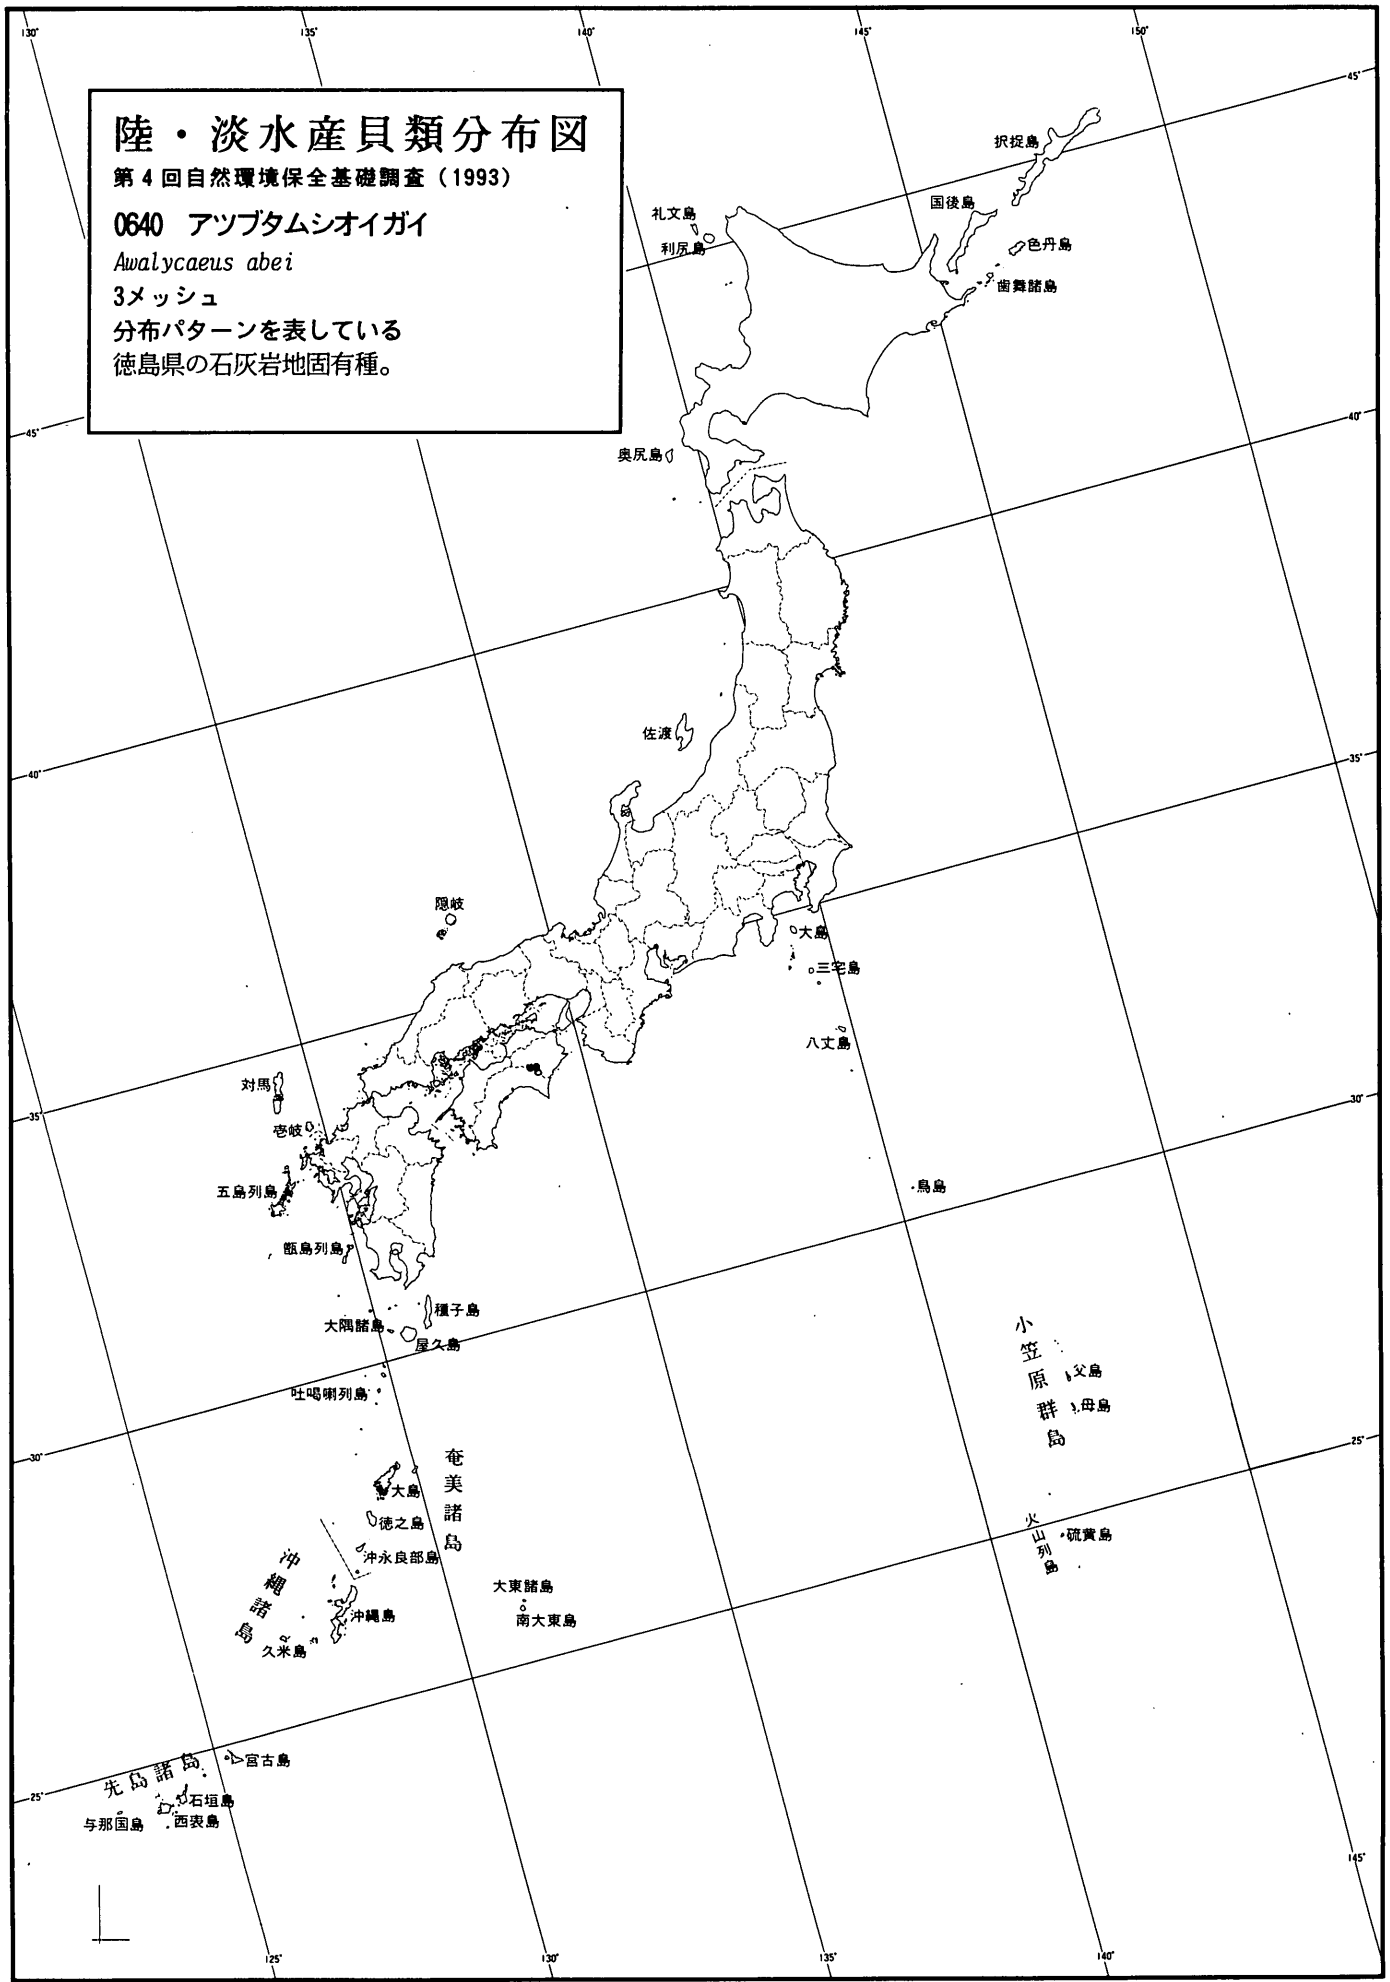 130°
135°
140°
145°
150°
陸・淡水産貝類分布図
第4回自然環境保全基礎調査（1993）
0640 アツブタムシオイガイ
Awalycaeus abei
3メッシュ
分布パターンを表している
徳島県の石灰岩地固有種。
45°
択捉島
国後島
礼文島
利尻島
色丹島
歯舞諸島
40°
45°
奥尻島
佐渡
35°
40°
隠岐
大島
三宅島
八丈島
対馬
30°
35°
壱岐
五島列島
鳥島
甑島列島
種子島
大隅諸島
屋久島
小笠原群島
父島
吐喝喇列島
母島
25°
30°
奄美諸島
大島
徳之島
火山列島
硫黄島
沖永良部島
沖縄諸島
大東諸島
沖縄島
南大東島
久米島
宮古島
先島諸島
25°
石垣島
与那国島
西表島
145°
125°
130°
135°
140°